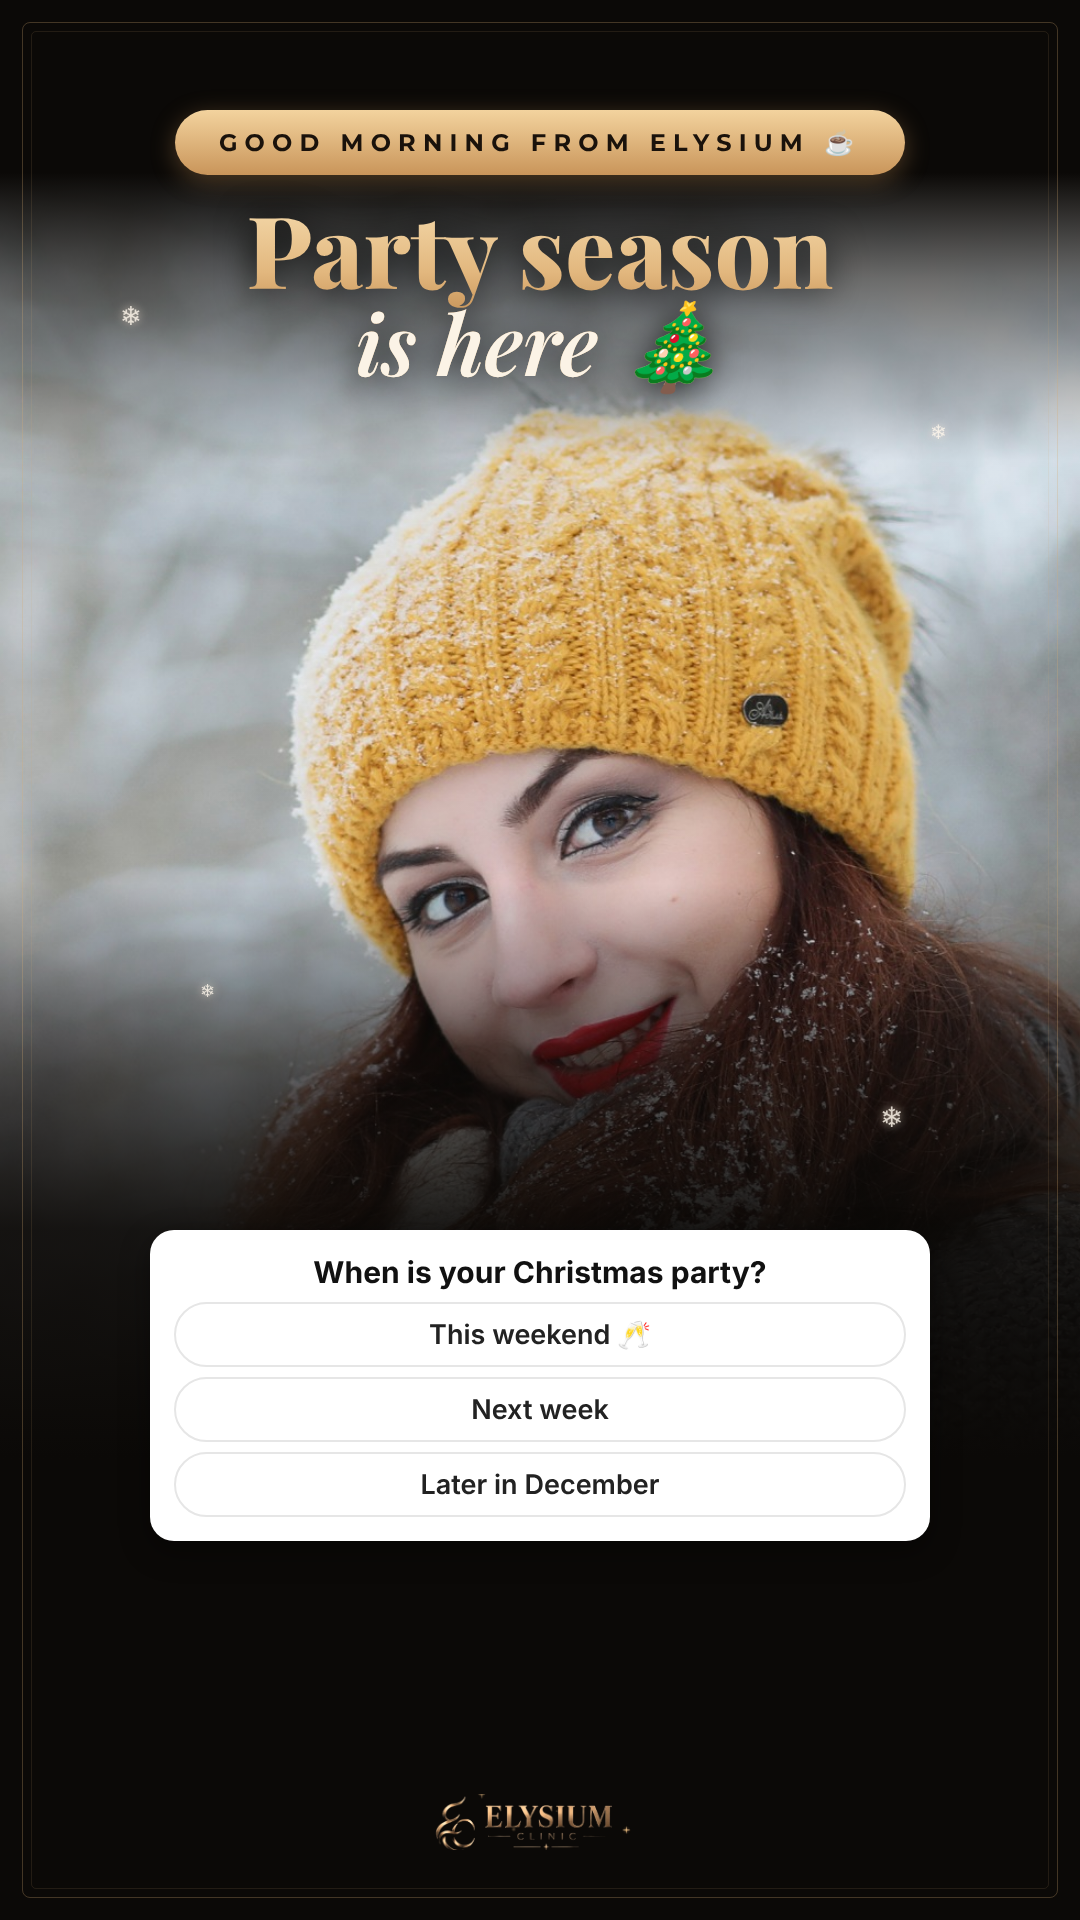 GOOD MORNING FROM ELYSIUM ☕
Party season
is here 🎄
When is your Christmas party?
This weekend 🥂
Next week
Later in December
ELYSIUM
CLINIC